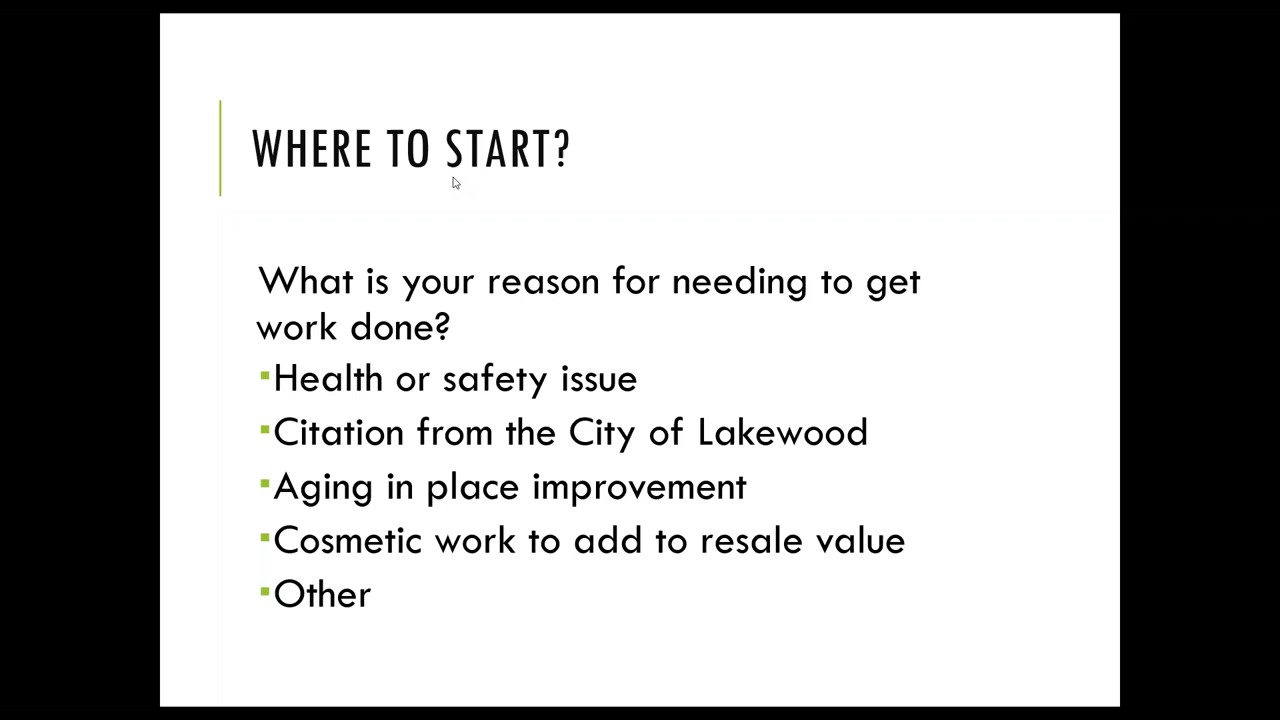 WHERE TO START?
What is your reason for needing to get
work done?
▪Health or safety issue
▪Citation from the City of Lakewood
▪Aging in place improvement
▪Cosmetic work to add to resale value
▪Other